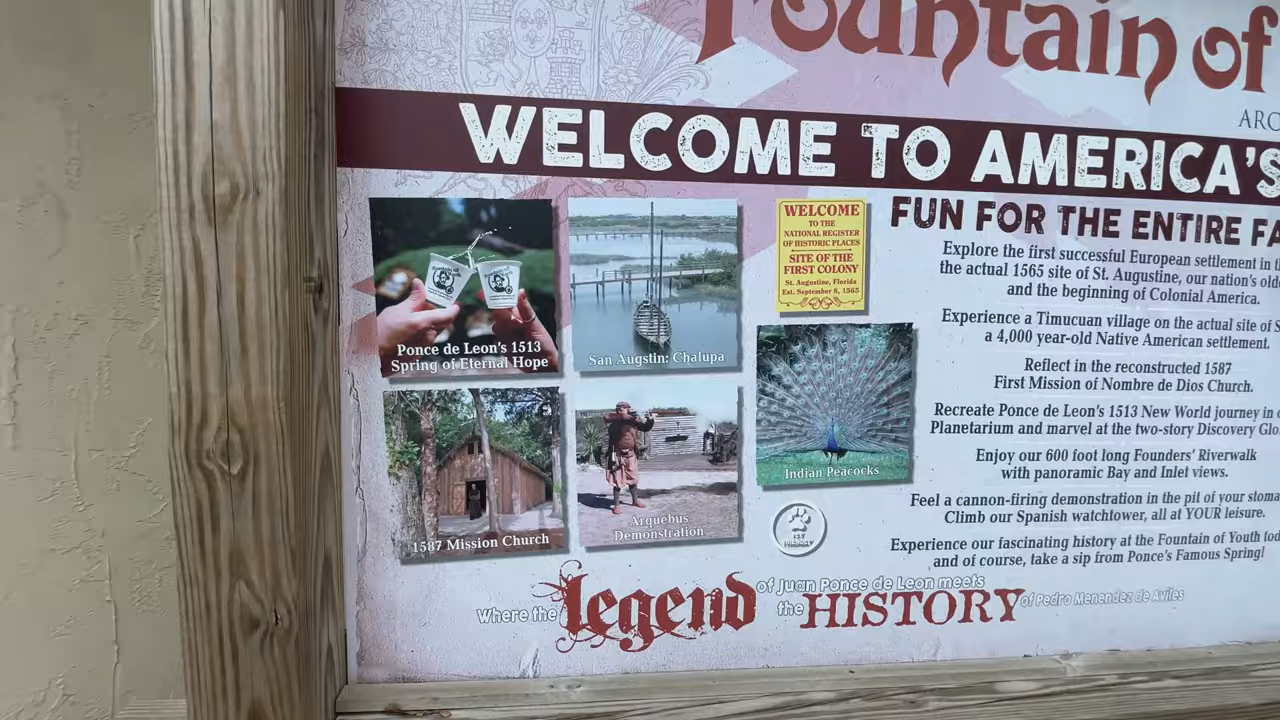 Fountain of
ARC
WELCOME TO AMERICA'S
FUN FOR THE ENTIRE FA
Explore the first successful European settlement in th
the actual 1565 site of St. Augustine, our nation's old
and the beginning of Colonial America.
Experience a Timucuan village on the actual site of S
a 4,000 year-old Native American settlement.
Reflect in the reconstructed 1587
First Mission of Nombre de Dios Church.
Recreate Ponce de Leon's 1513 New World journey in o
Planetarium and marvel at the two-story Discovery Glo
Enjoy our 600 foot long Founders' Riverwalk
with panoramic Bay and Inlet views.
Feel a cannon-firing demonstration in the pit of your stoma
Climb our Spanish watchtower, all at YOUR leisure.
Experience our fascinating history at the Fountain of Youth tod
and of course, take a sip from Ponce's Famous Spring!
WELCOME
TO THE
NATIONAL REGISTER
OF HISTORIC PLACES
SITE OF THE
FIRST COLONY
St. Augustine, Florida
Est. September 8, 1565
Ponce de Leon's 1513
Spring of Eternal Hope
San Augstin: Chalupa
Indian Peacocks
1587 Mission Church
Arquebus
Demonstration
PET
FRIENDLY
Where the legend of Juan Ponce de Leon meets
the HISTORY of Pedro Menendez de Aviles